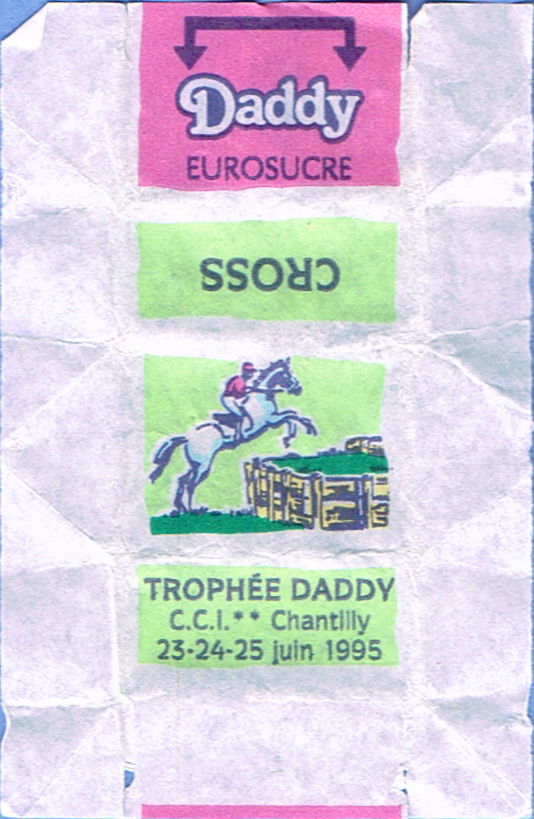 Daddy
EUROSUCRE
CROSS
TROPHÉE DADDY
C.C.I.** Chantilly
23-24-25 juin 1995